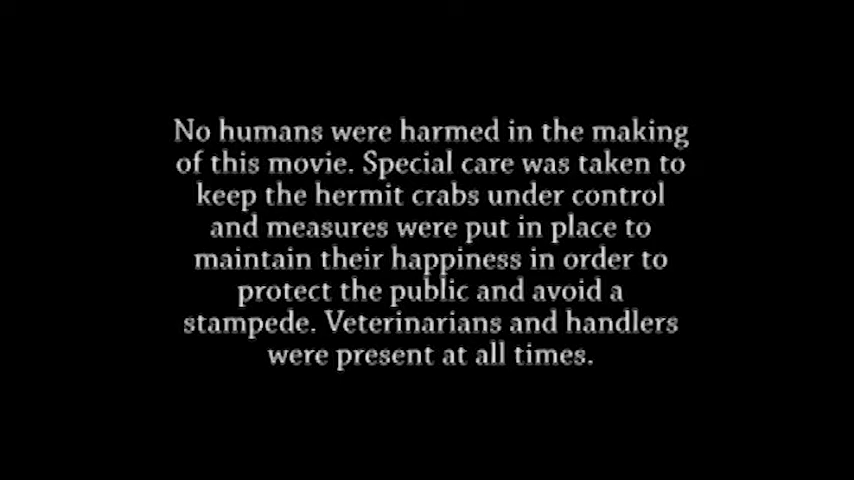 No humans were harmed in the making
of this movie. Special care was taken to
keep the hermit crabs under control
and measures were put in place to
maintain their happiness in order to
protect the public and avoid a
stampede. Veterinarians and handlers
were present at all times.